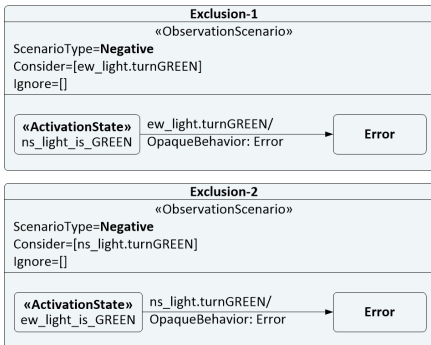 Exclusion-1
«ObservationScenario»
ScenarioType=Negative
Consider=[ew_light.turnGREEN]
Ignore=[]
«ActivationState»
ns_light_is_GREEN
ew_light.turnGREEN/
OpaqueBehavior: Error
Error
Exclusion-2
«ObservationScenario»
ScenarioType=Negative
Consider=[ns_light.turnGREEN]
Ignore=[]
«ActivationState»
ew_light_is_GREEN
ns_light.turnGREEN/
OpaqueBehavior: Error
Error